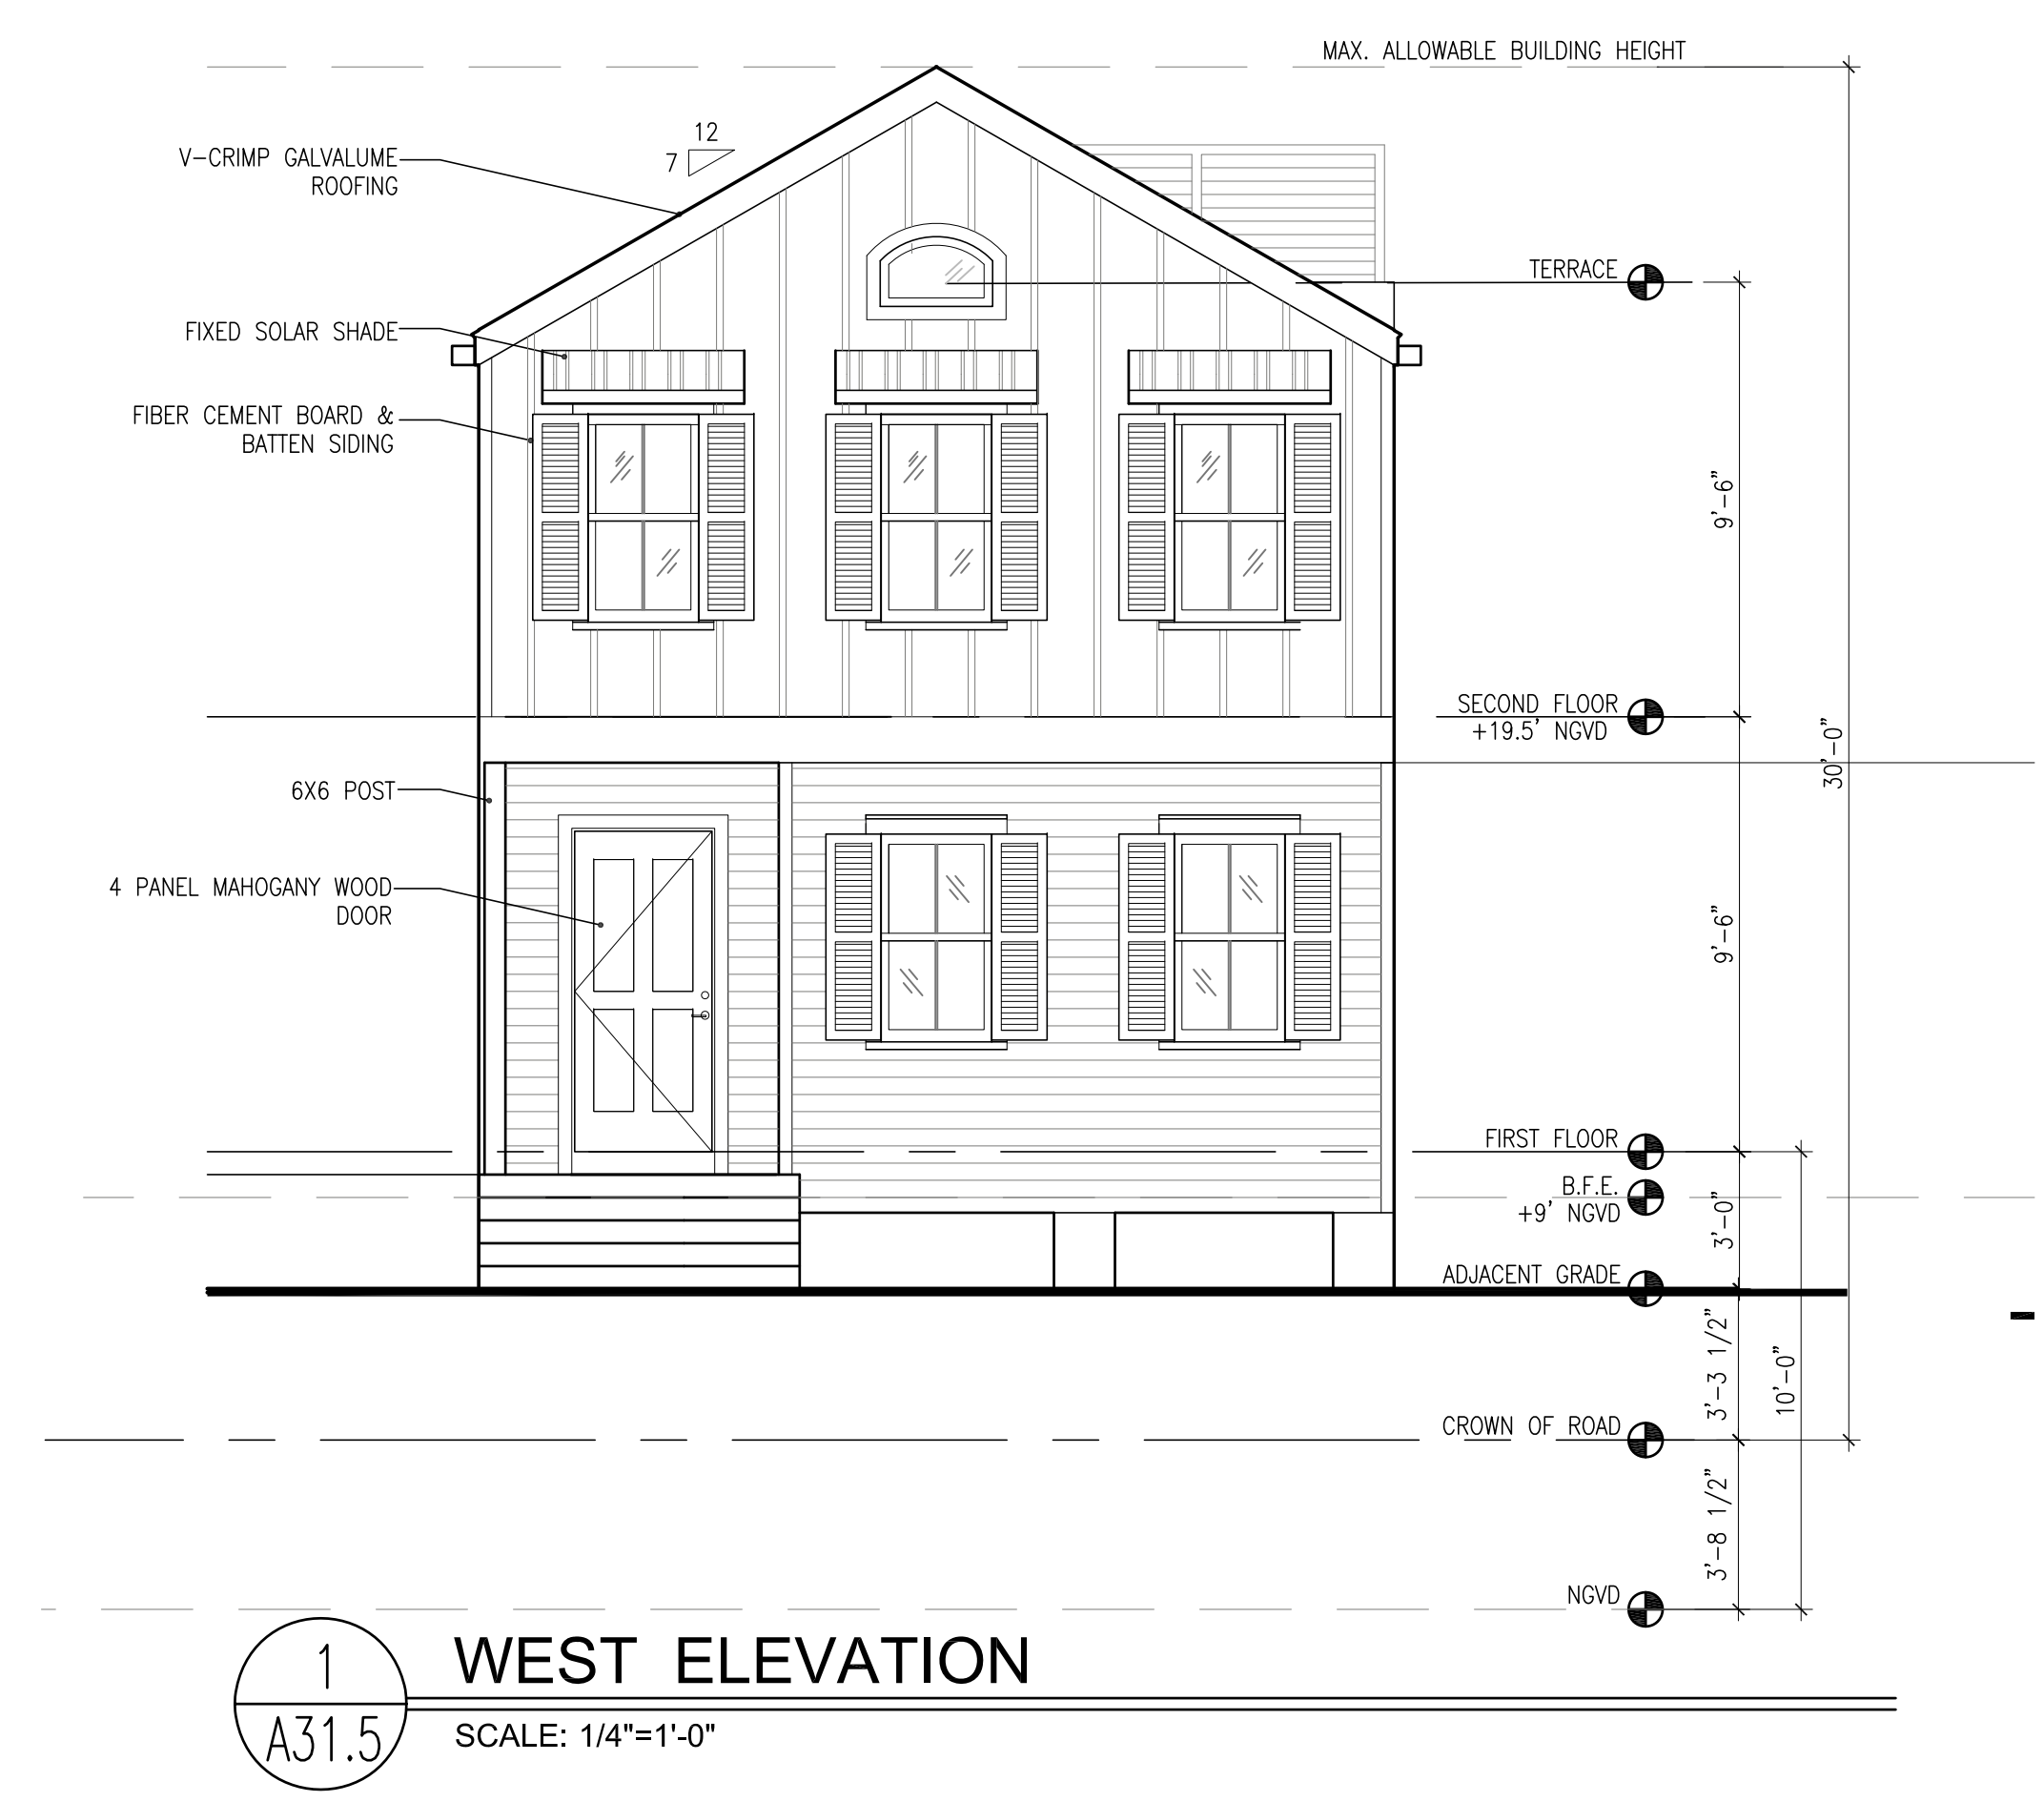 MAX. ALLOWABLE BUILDING HEIGHT
12
7
V-CRIMP GALVALUME
ROOFING
TERRACE
FIXED SOLAR SHADE
FIBER CEMENT BOARD &
BATTEN SIDING
9'-6"
SECOND FLOOR
+19.5' NGVD
30'-0"
6X6 POST
4 PANEL MAHOGANY WOOD
DOOR
9'-6"
FIRST FLOOR
B.F.E.
+9' NGVD
3'-0"
ADJACENT GRADE
3'-3 1/2"
10'-0"
CROWN OF ROAD
3'-8 1/2"
NGVD
1
A31.5
WEST ELEVATION
SCALE: 1/4"=1'-0"